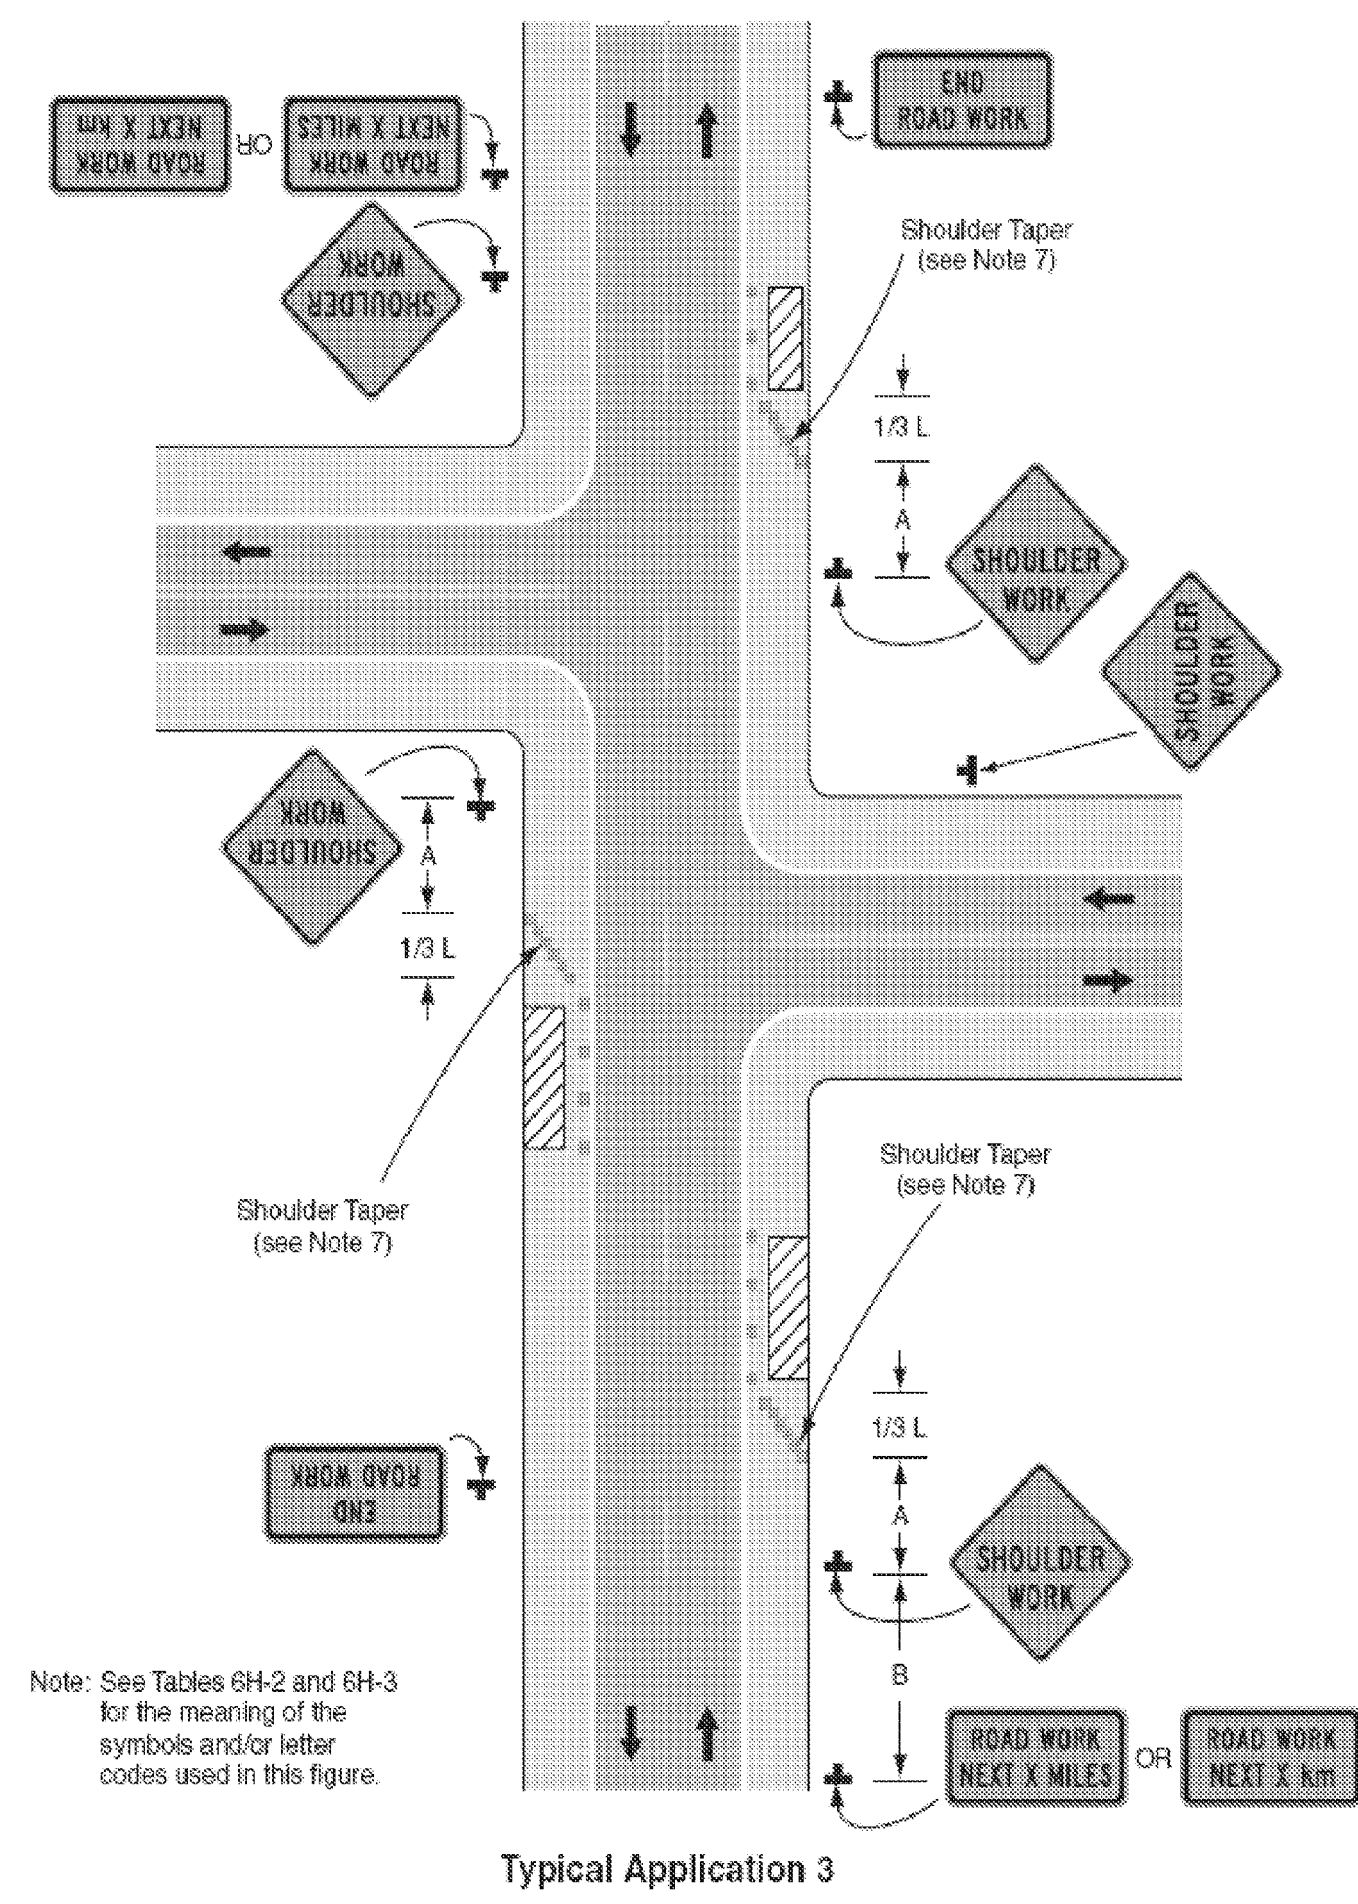 END
ROAD WORK
ROAD WORK
NEXT X km
OR
ROAD WORK
NEXT X MILES
SHOULDER
WORK
Shoulder Taper
(see Note 7)
1/3 L
A
SHOULDER
WORK
SHOULDER
WORK
SHOULDER
WORK
A
1/3 L
Shoulder Taper
(see Note 7)
Shoulder Taper
(see Note 7)
1/3 L
A
SHOULDER
WORK
END
ROAD WORK
B
Note: See Tables 6H-2 and 6H-3
for the meaning of the
symbols and/or letter
codes used in this figure.
ROAD WORK
NEXT X MILES
OR
ROAD WORK
NEXT X km
Typical Application 3